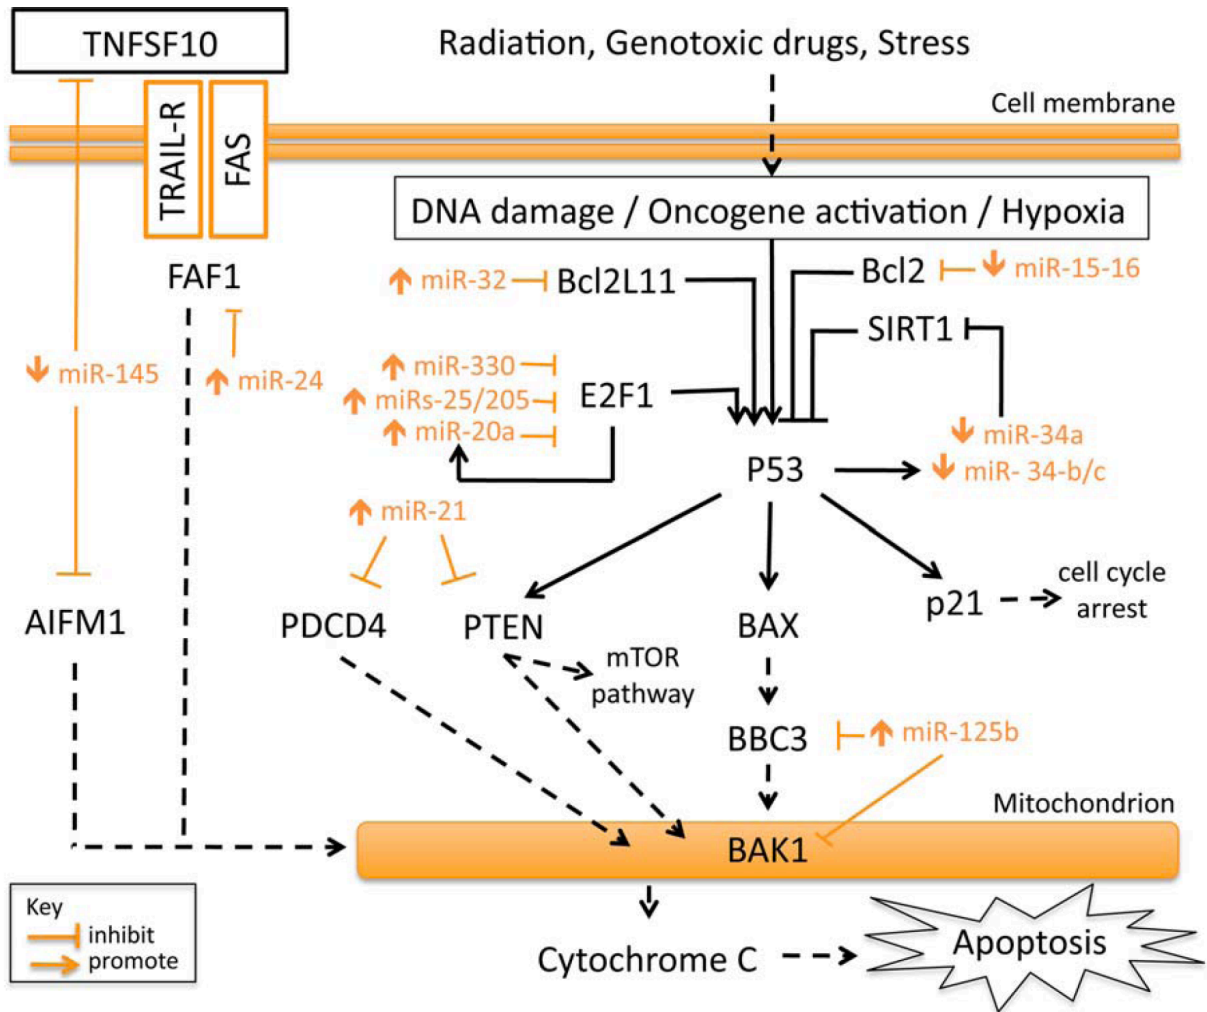 TNFSF10
Radiation, Genotoxic drugs, Stress
Cell membrane
TRAIL-R
FAS
DNA damage / Oncogene activation / Hypoxia
FAF1
miR-32
Bcl2L11
Bcl2
miR-15-16
SIRT1
miR-145
miR-24
miR-330
miRs-25/205
miR-20a
E2F1
miR-34a
miR- 34-b/c
P53
miR-21
AIFM1
PDCD4
PTEN
BAX
p21
cell cycle
arrest
mTOR
pathway
BBC3
miR-125b
Mitochondrion
BAK1
Key
inhibit
promote
Cytochrome C
Apoptosis